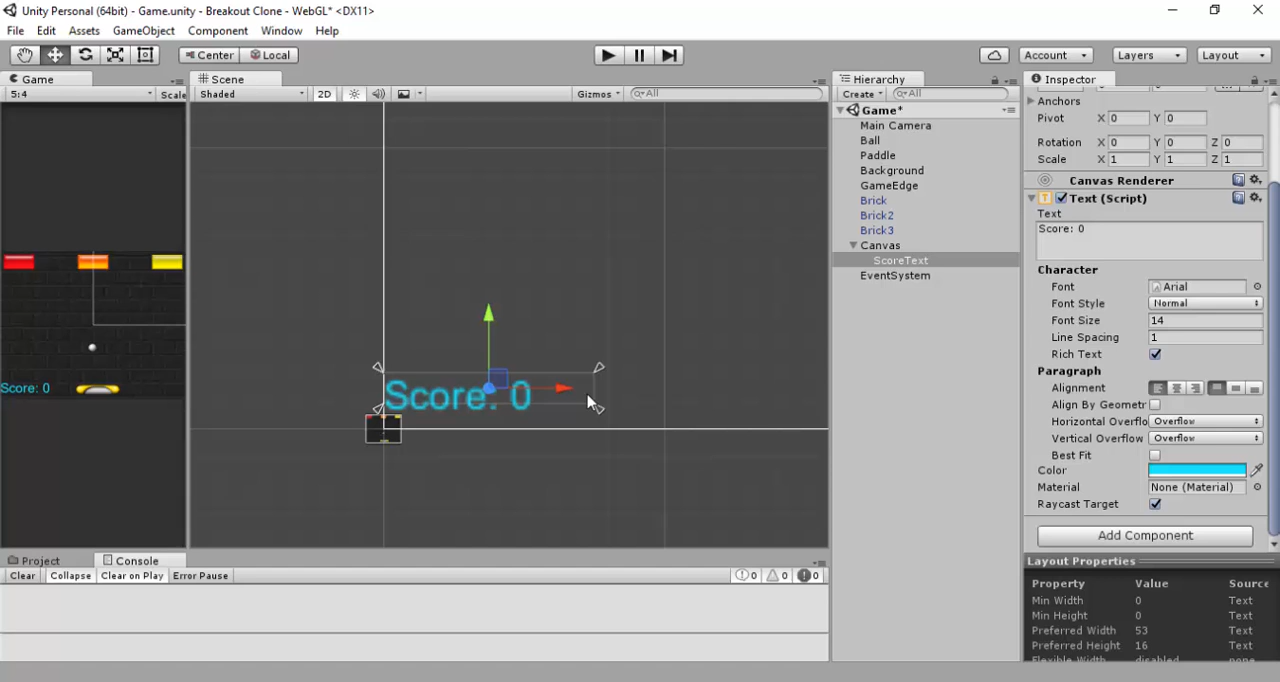 Unity Personal (64bit) - Game.unity - Breakout Clone - WebGL* <DX11>
File Edit Assets GameObject Component Window Help
Center Local Account Layers Layout
Game
5:4 Scale
Score: 0
Scene
Shaded 2D Gizmos All
Score: 0
Hierarchy
Create All
Game*
Main Camera
Ball
Paddle
Background
GameEdge
Brick
Brick2
Brick3
Canvas
ScoreText
EventSystem
Inspector
Anchors
Pivot X 0 Y 0
Rotation X 0 Y 0 Z 0
Scale X 1 Y 1 Z 1
Canvas Renderer
Text (Script)
Text
Score: 0
Character
Font Arial
Font Style Normal
Font Size 14
Line Spacing 1
Rich Text
Paragraph
Alignment
Align By Geometr
Horizontal Overflo Overflow
Vertical Overflow Overflow
Best Fit
Color
Material None (Material)
Raycast Target
Add Component
Layout Properties
Property Value Source
Min Width 0 Text
Min Height 0 Text
Preferred Width 53 Text
Preferred Height 16 Text
Flexible Width disabled none
Project Console
Clear Collapse Clear on Play Error Pause 0 0 0